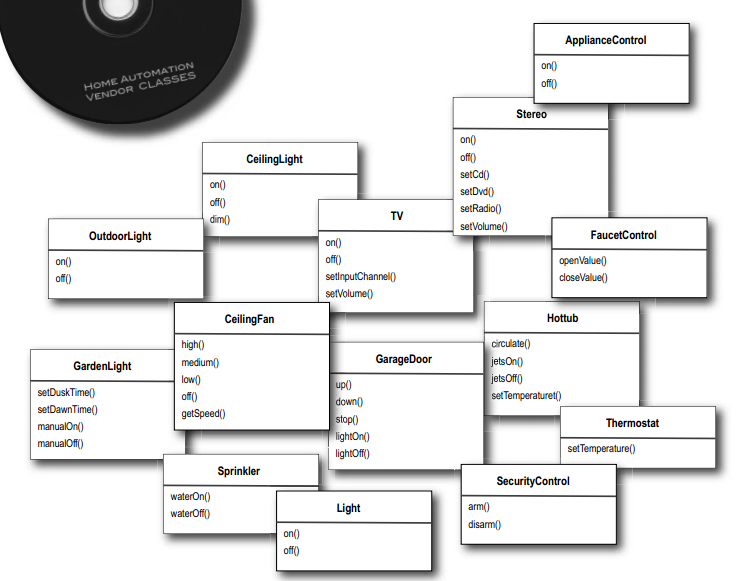 HOME AUTOMATION
VENDOR CLASSES
ApplianceControl
on()
off()
Stereo
on()
off()
setCd()
setDvd()
setRadio()
setVolume()
CeilingLight
on()
off()
dim()
TV
on()
off()
setInputChannel()
setVolume()
OutdoorLight
on()
off()
FaucetControl
openValue()
closeValue()
CeilingFan
high()
medium()
low()
off()
getSpeed()
Hottub
circulate()
jetsOn()
jetsOff()
setTemperaturet()
GardenLight
setDuskTime()
setDawnTime()
manualOn()
manualOff()
GarageDoor
up()
down()
stop()
lightOn()
lightOff()
Thermostat
setTemperature()
Sprinkler
waterOn()
waterOff()
SecurityControl
arm()
disarm()
Light
on()
off()